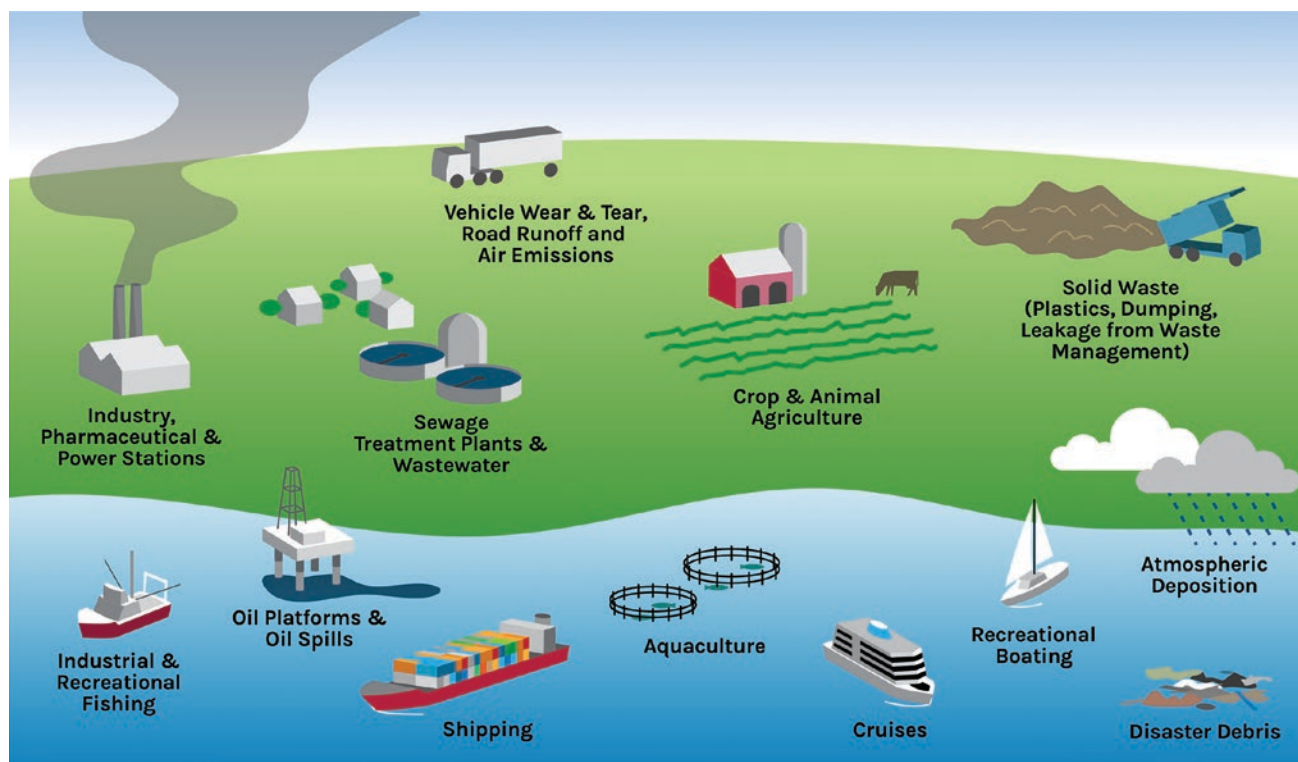 Vehicle Wear & Tear,
Road Runoff and
Air Emissions
Solid Waste
(Plastics, Dumping,
Leakage from Waste
Management)
Industry,
Pharmaceutical &
Power Stations
Sewage
Treatment Plants &
Wastewater
Crop & Animal
Agriculture
Atmospheric
Deposition
Oil Platforms &
Oil Spills
Aquaculture
Recreational
Boating
Industrial &
Recreational
Fishing
Shipping
Cruises
Disaster Debris